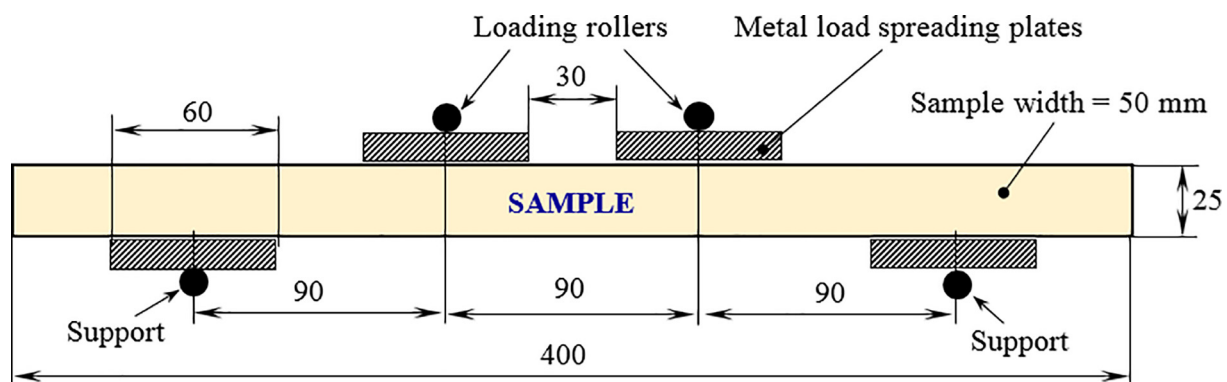 Loading rollers
Metal load spreading plates
30
60
Sample width = 50 mm
SAMPLE
25
90
90
90
Support
Support
400